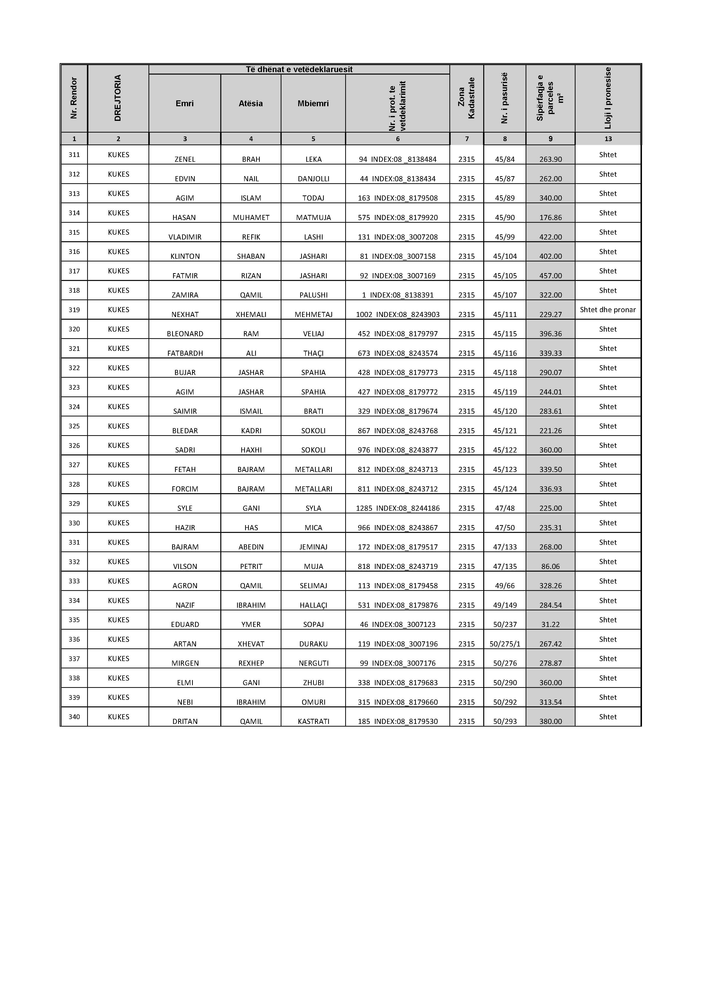 Të dhënat e vetëdeklaruesit
Nr. Rendor
DREJTORIA
Emri
Atësia
Mbiemri
Nr. i prot. te
vetdeklarimit
Zona
Kadastrale
Nr. i pasurisë
Sipërfaqja e
parceles
m²
Lloji I pronesise
1 2 3 4 5 6 7 8 9 13
311 KUKES ZENEL BRAH LEKA 94 INDEX:08 _8138484 2315 45/84 263.90 Shtet
312 KUKES EDVIN NAIL DANJOLLI 44 INDEX:08_8138434 2315 45/87 262.00 Shtet
313 KUKES AGIM ISLAM TODAJ 163 INDEX:08_8179508 2315 45/89 340.00 Shtet
314 KUKES HASAN MUHAMET MATMUJA 575 INDEX:08_8179920 2315 45/90 176.86 Shtet
315 KUKES VLADIMIR REFIK LASHI 131 INDEX:08_3007208 2315 45/99 422.00 Shtet
316 KUKES KLINTON SHABAN JASHARI 81 INDEX:08_3007158 2315 45/104 402.00 Shtet
317 KUKES FATMIR RIZAN JASHARI 92 INDEX:08_3007169 2315 45/105 457.00 Shtet
318 KUKES ZAMIRA QAMIL PALUSHI 1 INDEX:08_8138391 2315 45/107 322.00 Shtet
319 KUKES NEXHAT XHEMALI MEHMETAJ 1002 INDEX:08_8243903 2315 45/111 229.27 Shtet dhe pronar
320 KUKES BLEONARD RAM VELIAJ 452 INDEX:08_8179797 2315 45/115 396.36 Shtet
321 KUKES FATBARDH ALI THAÇI 673 INDEX:08_8243574 2315 45/116 339.33 Shtet
322 KUKES BUJAR JASHAR SPAHIA 428 INDEX:08_8179773 2315 45/118 290.07 Shtet
323 KUKES AGIM JASHAR SPAHIA 427 INDEX:08_8179772 2315 45/119 244.01 Shtet
324 KUKES SAIMIR ISMAIL BRATI 329 INDEX:08_8179674 2315 45/120 283.61 Shtet
325 KUKES BLEDAR KADRI SOKOLI 867 INDEX:08_8243768 2315 45/121 221.26 Shtet
326 KUKES SADRI HAXHI SOKOLI 976 INDEX:08_8243877 2315 45/122 360.00 Shtet
327 KUKES FETAH BAJRAM METALLARI 812 INDEX:08_8243713 2315 45/123 339.50 Shtet
328 KUKES FORCIM BAJRAM METALLARI 811 INDEX:08_8243712 2315 45/124 336.93 Shtet
329 KUKES SYLE GANI SYLA 1285 INDEX:08_8244186 2315 47/48 225.00 Shtet
330 KUKES HAZIR HAS MICA 966 INDEX:08_8243867 2315 47/50 235.31 Shtet
331 KUKES BAJRAM ABEDIN JEMINAJ 172 INDEX:08_8179517 2315 47/133 268.00 Shtet
332 KUKES VILSON PETRIT MUJA 818 INDEX:08_8243719 2315 47/135 86.06 Shtet
333 KUKES AGRON QAMIL SELIMAJ 113 INDEX:08_8179458 2315 49/66 328.26 Shtet
334 KUKES NAZIF IBRAHIM HALLAÇI 531 INDEX:08_8179876 2315 49/149 284.54 Shtet
335 KUKES EDUARD YMER SOPAJ 46 INDEX:08_3007123 2315 50/237 31.22 Shtet
336 KUKES ARTAN XHEVAT DURAKU 119 INDEX:08_3007196 2315 50/275/1 267.42 Shtet
337 KUKES MIRGEN REXHEP NERGUTI 99 INDEX:08_3007176 2315 50/276 278.87 Shtet
338 KUKES ELMI GANI ZHUBI 338 INDEX:08_8179683 2315 50/290 360.00 Shtet
339 KUKES NEBI IBRAHIM OMURI 315 INDEX:08_8179660 2315 50/292 313.54 Shtet
340 KUKES DRITAN QAMIL KASTRATI 185 INDEX:08_8179530 2315 50/293 380.00 Shtet